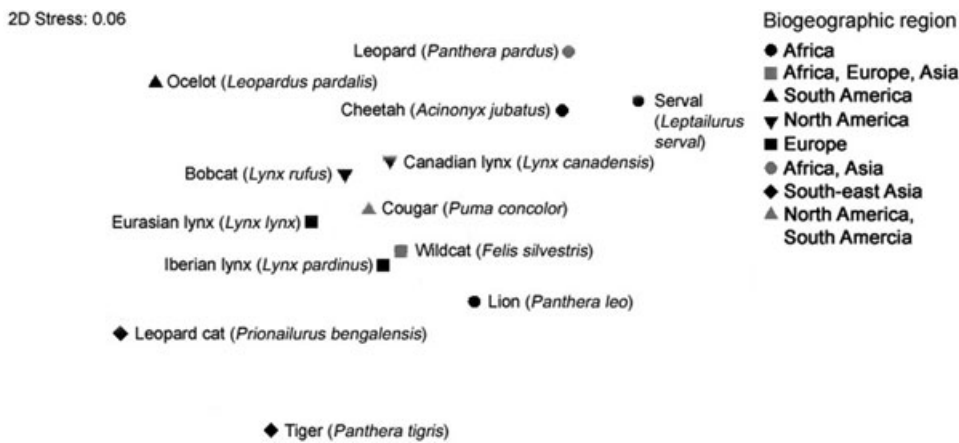 2D Stress: 0.06
Leopard (Panthera pardus)
Ocelot (Leopardus pardalis)
Cheetah (Acinonyx jubatus)
Serval
(Leptailurus
serval)
Canadian lynx (Lynx canadensis)
Bobcat (Lynx rufus)
Cougar (Puma concolor)
Eurasian lynx (Lynx lynx)
Wildcat (Felis silvestris)
Iberian lynx (Lynx pardinus)
Lion (Panthera leo)
Leopard cat (Prionailurus bengalensis)
Tiger (Panthera tigris)
Biogeographic region
Africa
Africa, Europe, Asia
South America
North America
Europe
Africa, Asia
South-east Asia
North America,
South Amercia